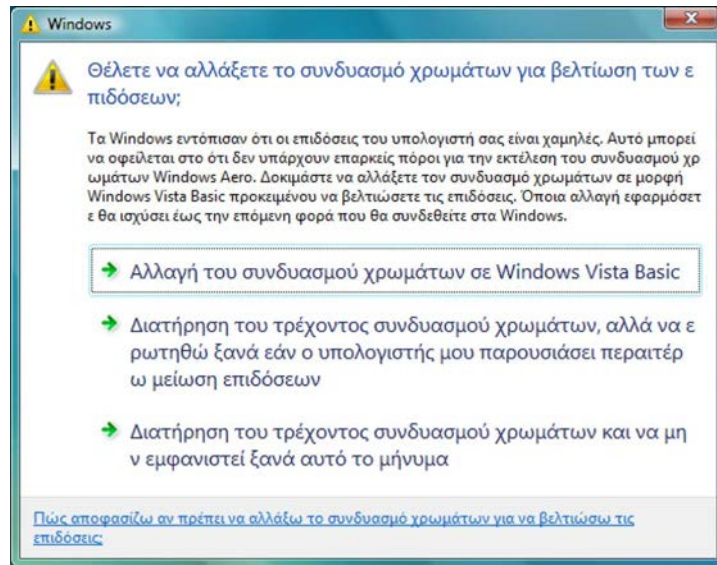 Windows
Θέλετε να αλλάξετε το συνδυασμό χρωμάτων για βελτίωση των ε
πιδόσεων;
Τα Windows εντόπισαν ότι οι επιδόσεις του υπολογιστή σας είναι χαμηλές. Αυτό μπορεί
να οφείλεται στο ότι δεν υπάρχουν επαρκείς πόροι για την εκτέλεση του συνδυασμού χρ
ωμάτων Windows Aero. Δοκιμάστε να αλλάξετε τον συνδυασμό χρωμάτων σε μορφή
Windows Vista Basic προκειμένου να βελτιώσετε τις επιδόσεις. Όποια αλλαγή εφαρμόσετ
ε θα ισχύσει έως την επόμενη φορά που θα συνδεθείτε στα Windows.
Αλλαγή του συνδυασμού χρωμάτων σε Windows Vista Basic
Διατήρηση του τρέχοντος συνδυασμού χρωμάτων, αλλά να ε
ρωτηθώ ξανά εάν ο υπολογιστής μου παρουσιάσει περαιτέρ
ω μείωση επιδόσεων
Διατήρηση του τρέχοντος συνδυασμού χρωμάτων και να μη
ν εμφανιστεί ξανά αυτό το μήνυμα
Πώς αποφασίζω αν πρέπει να αλλάξω το συνδυασμό χρωμάτων για να βελτιώσω τις
επιδόσεις;